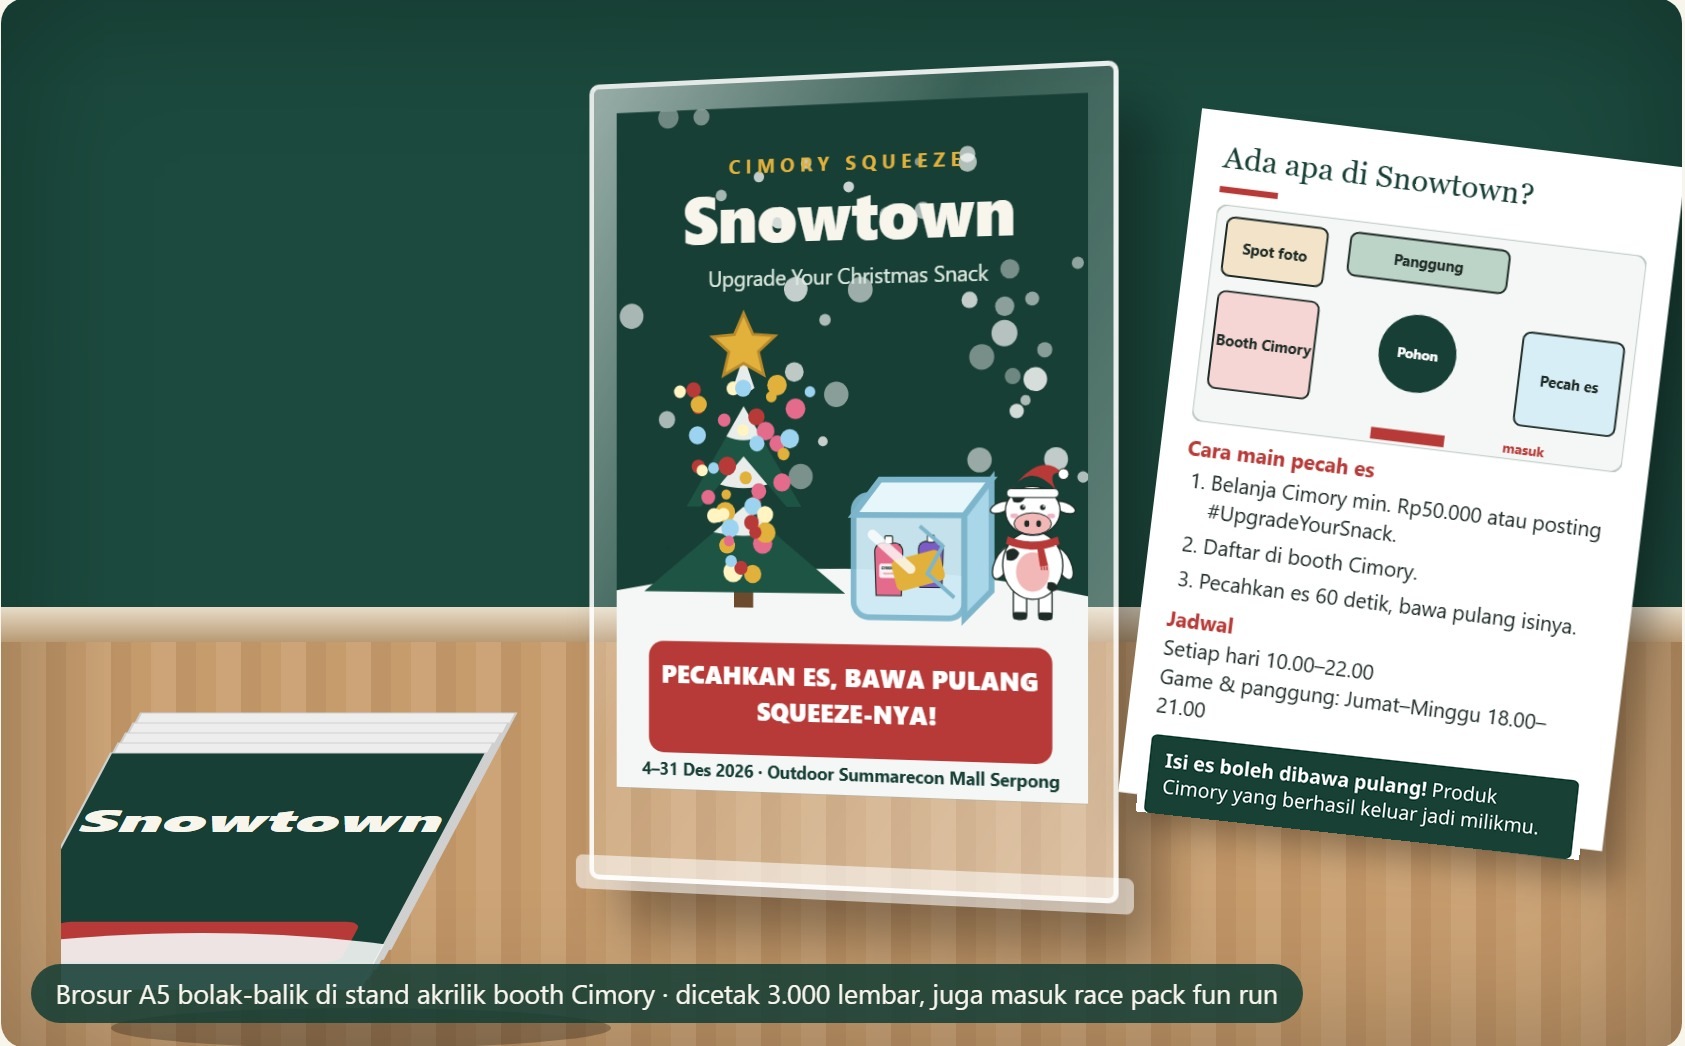 CIMORY SQUEEZE
Snowtown
Upgrade Your Christmas Snack
PECAHKAN ES, BAWA PULANG
SQUEEZE-NYA!
4–31 Des 2026 · Outdoor Summarecon Mall Serpong
Ada apa di Snowtown?
Spot foto
Panggung
Booth Cimory
Pohon
Pecah es
masuk
Cara main pecah es
1. Belanja Cimory min. Rp50.000 atau posting
#UpgradeYourSnack.
2. Daftar di booth Cimory.
3. Pecahkan es 60 detik, bawa pulang isinya.
Jadwal
Setiap hari 10.00–22.00
Game & panggung: Jumat–Minggu 18.00–
21.00
Isi es boleh dibawa pulang! Produk
Cimory yang berhasil keluar jadi milikmu.
Snowtown
Brosur A5 bolak-balik di stand akrilik booth Cimory · dicetak 3.000 lembar, juga masuk race pack fun run